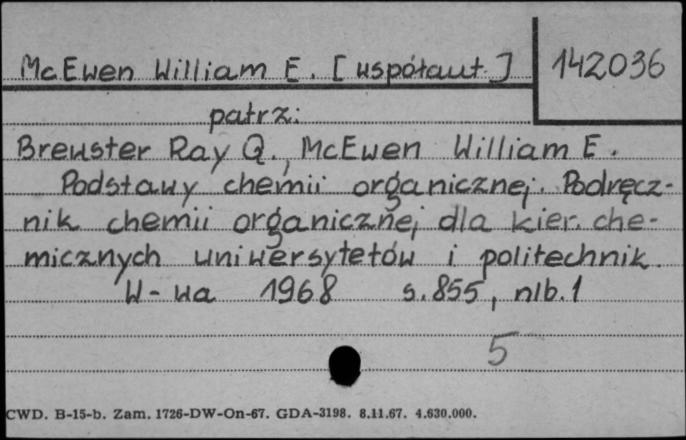 McEwen William E. [współaut.]
142036
patrz:
Brewster Ray Q., McEwen William E.
Podstawy chemii organicznej. Podręcz-
nik chemii organicznej dla kier. che-
micznych uniwersytetów i politechnik.
W-wa 1968 s. 855, nlb. 1
5
CWD. B-15-b. Zam. 1726-DW-On-67. GDA-3198. 8.11.67. 4.630.000.